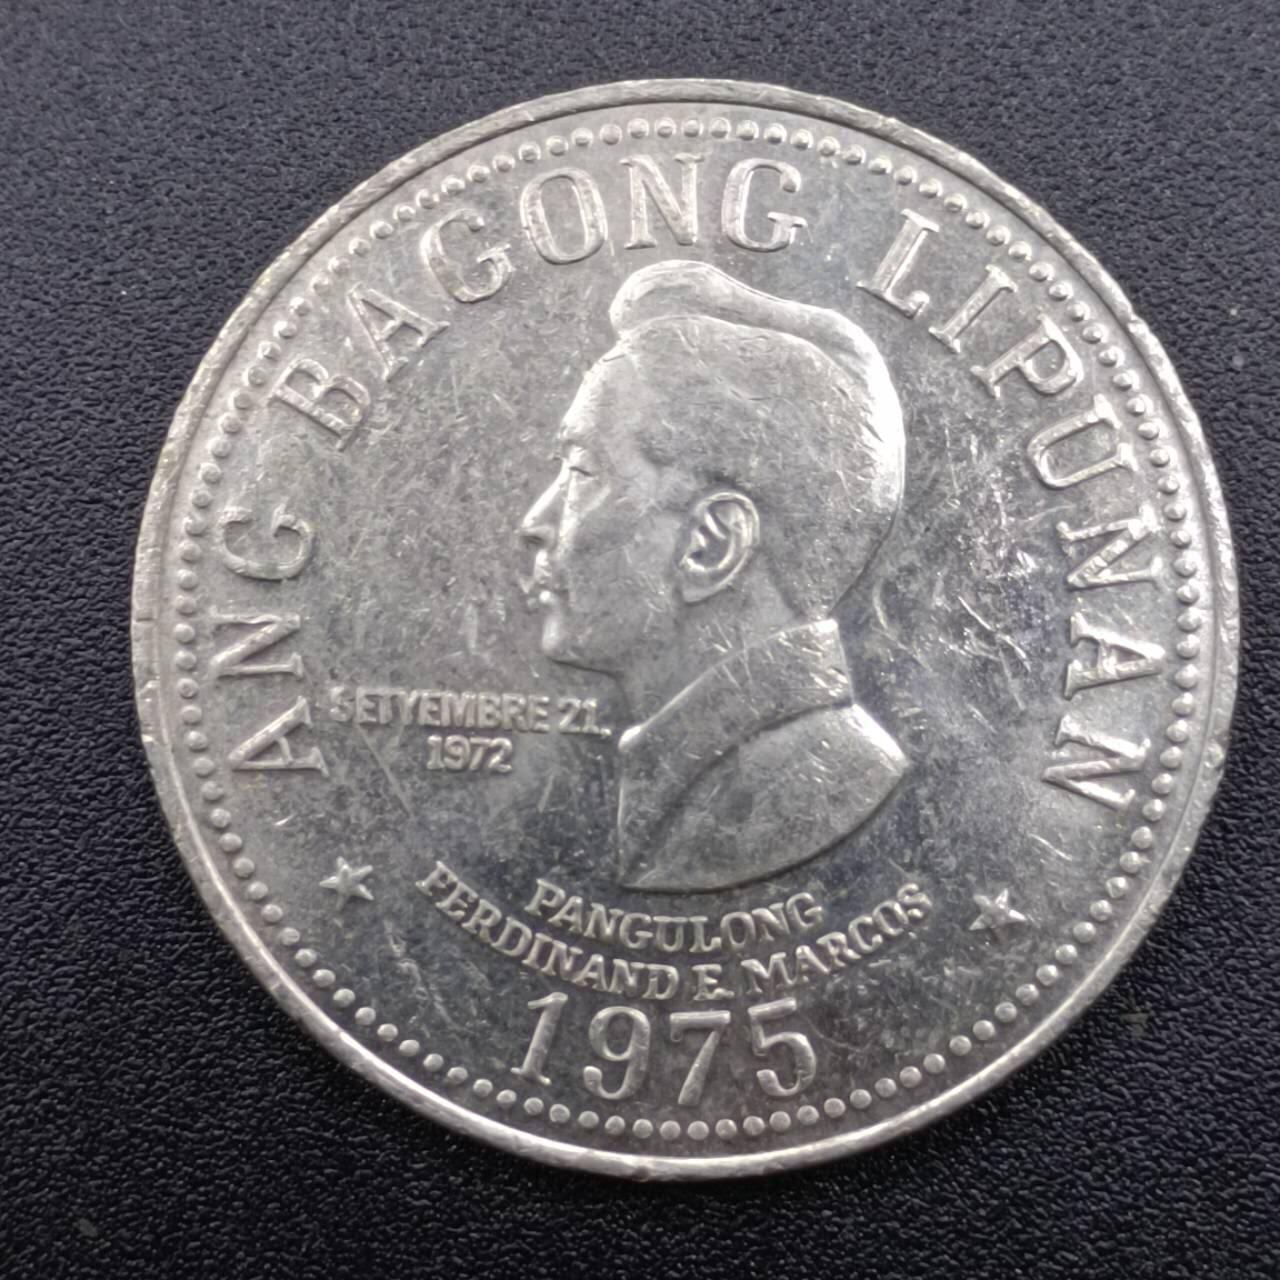 ANG BAGONG LIPUNAN
SETYEMBRE 21,
1972
PANGULONG
FERDINAND E. MARCOS
1975